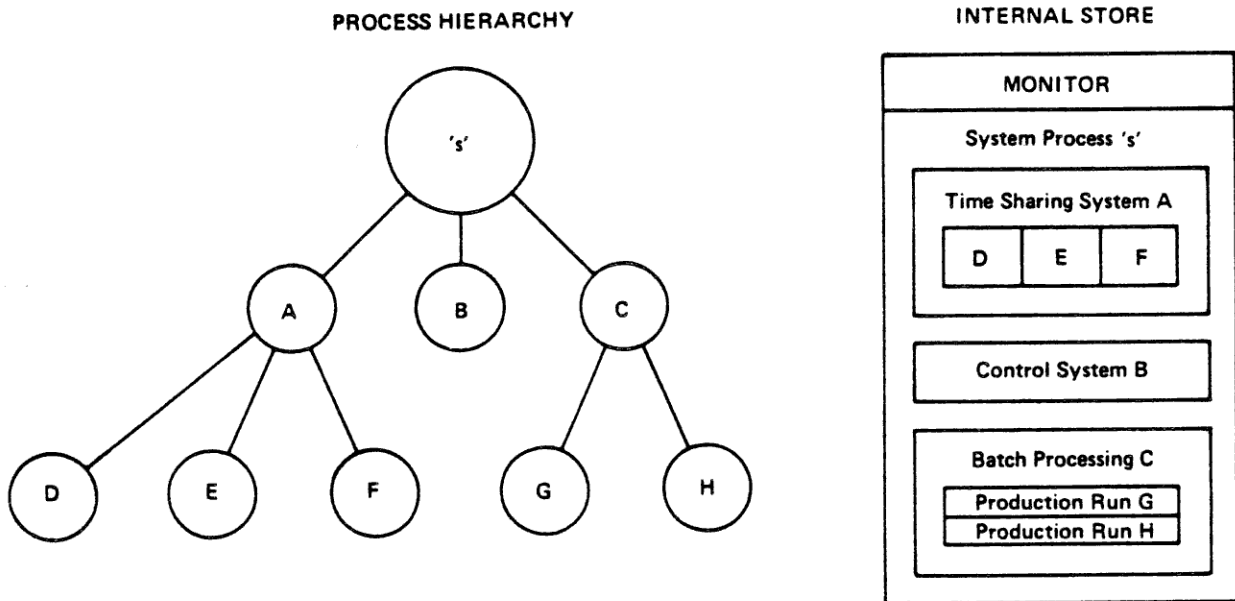 PROCESS HIERARCHY
's'
A
B
C
D
E
F
G
H
INTERNAL STORE
MONITOR
System Process 's'
Time Sharing System A
D E F
Control System B
Batch Processing C
Production Run G
Production Run H